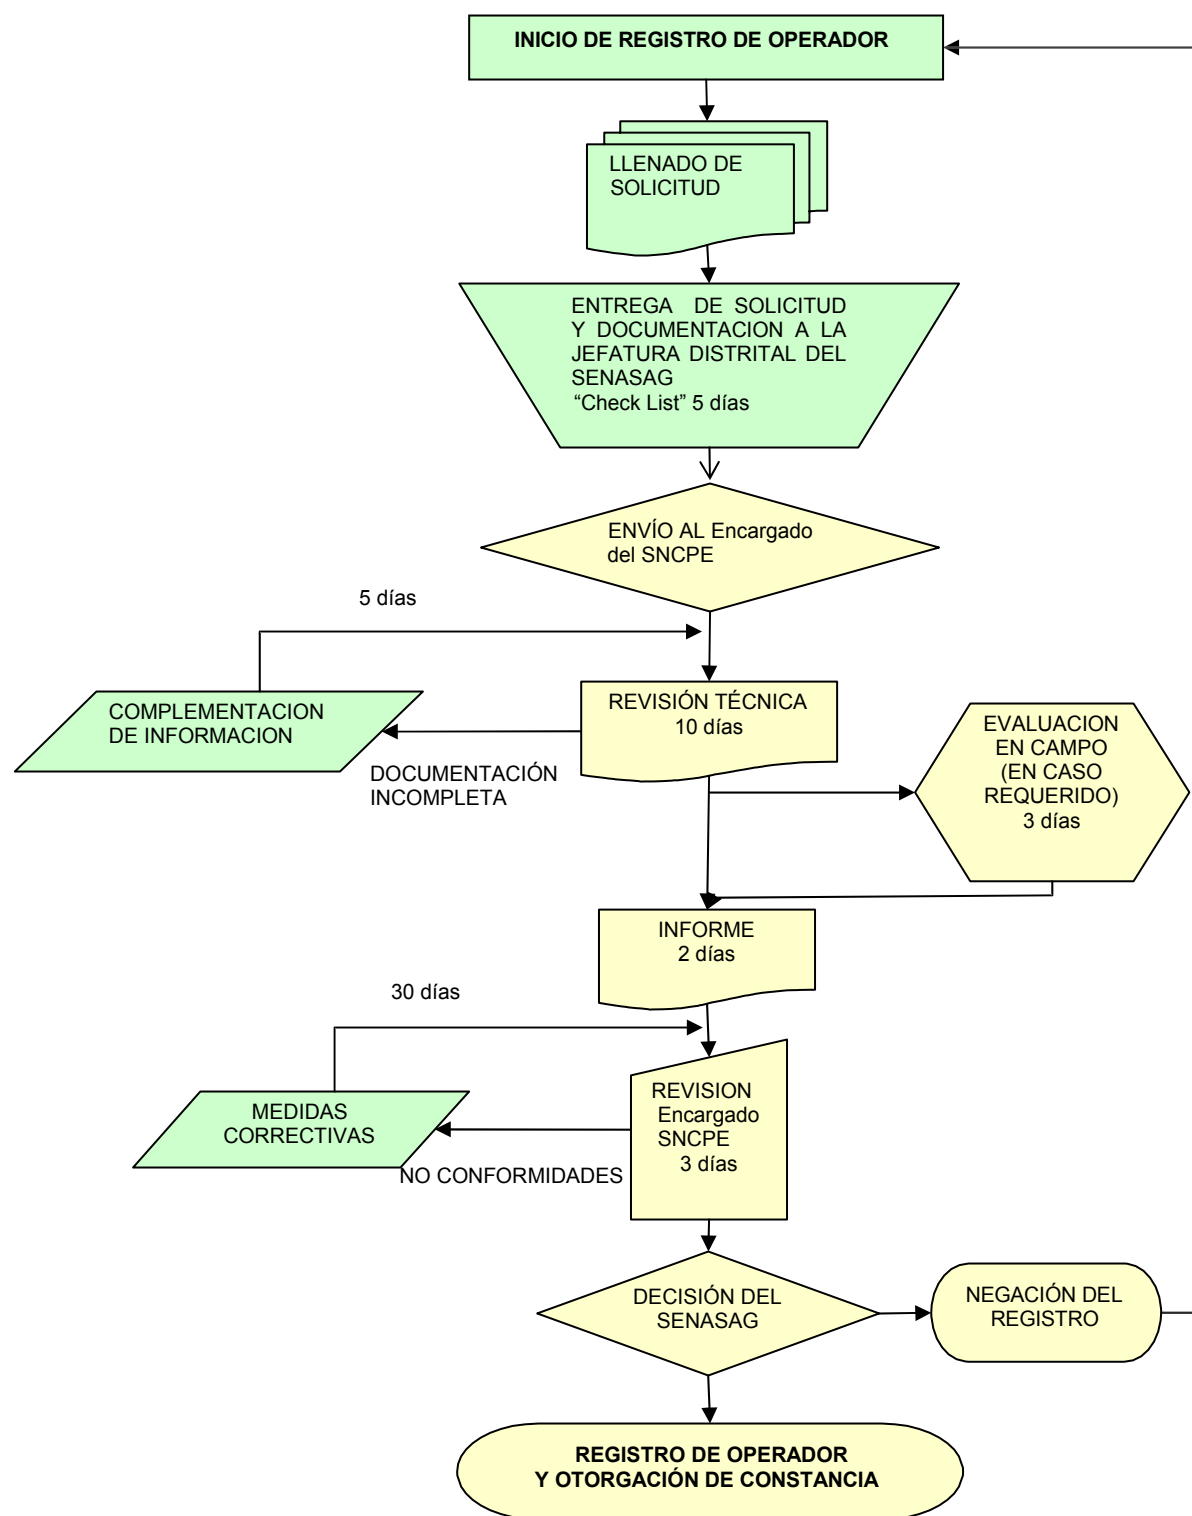 INICIO DE REGISTRO DE OPERADOR
LLENADO DE
SOLICITUD
ENTREGA DE SOLICITUD
Y DOCUMENTACION A LA
JEFATURA DISTRITAL DEL
SENASAG
“Check List” 5 días
ENVÍO AL Encargado
del SNCPE
5 días
COMPLEMENTACION
DE INFORMACION
REVISIÓN TÉCNICA
10 días
DOCUMENTACIÓN
INCOMPLETA
EVALUACION
EN CAMPO
(EN CASO
REQUERIDO)
3 días
INFORME
2 días
30 días
MEDIDAS
CORRECTIVAS
REVISION
Encargado
SNCPE
3 días
NO CONFORMIDADES
DECISIÓN DEL
SENASAG
NEGACIÓN DEL
REGISTRO
REGISTRO DE OPERADOR
Y OTORGACIÓN DE CONSTANCIA